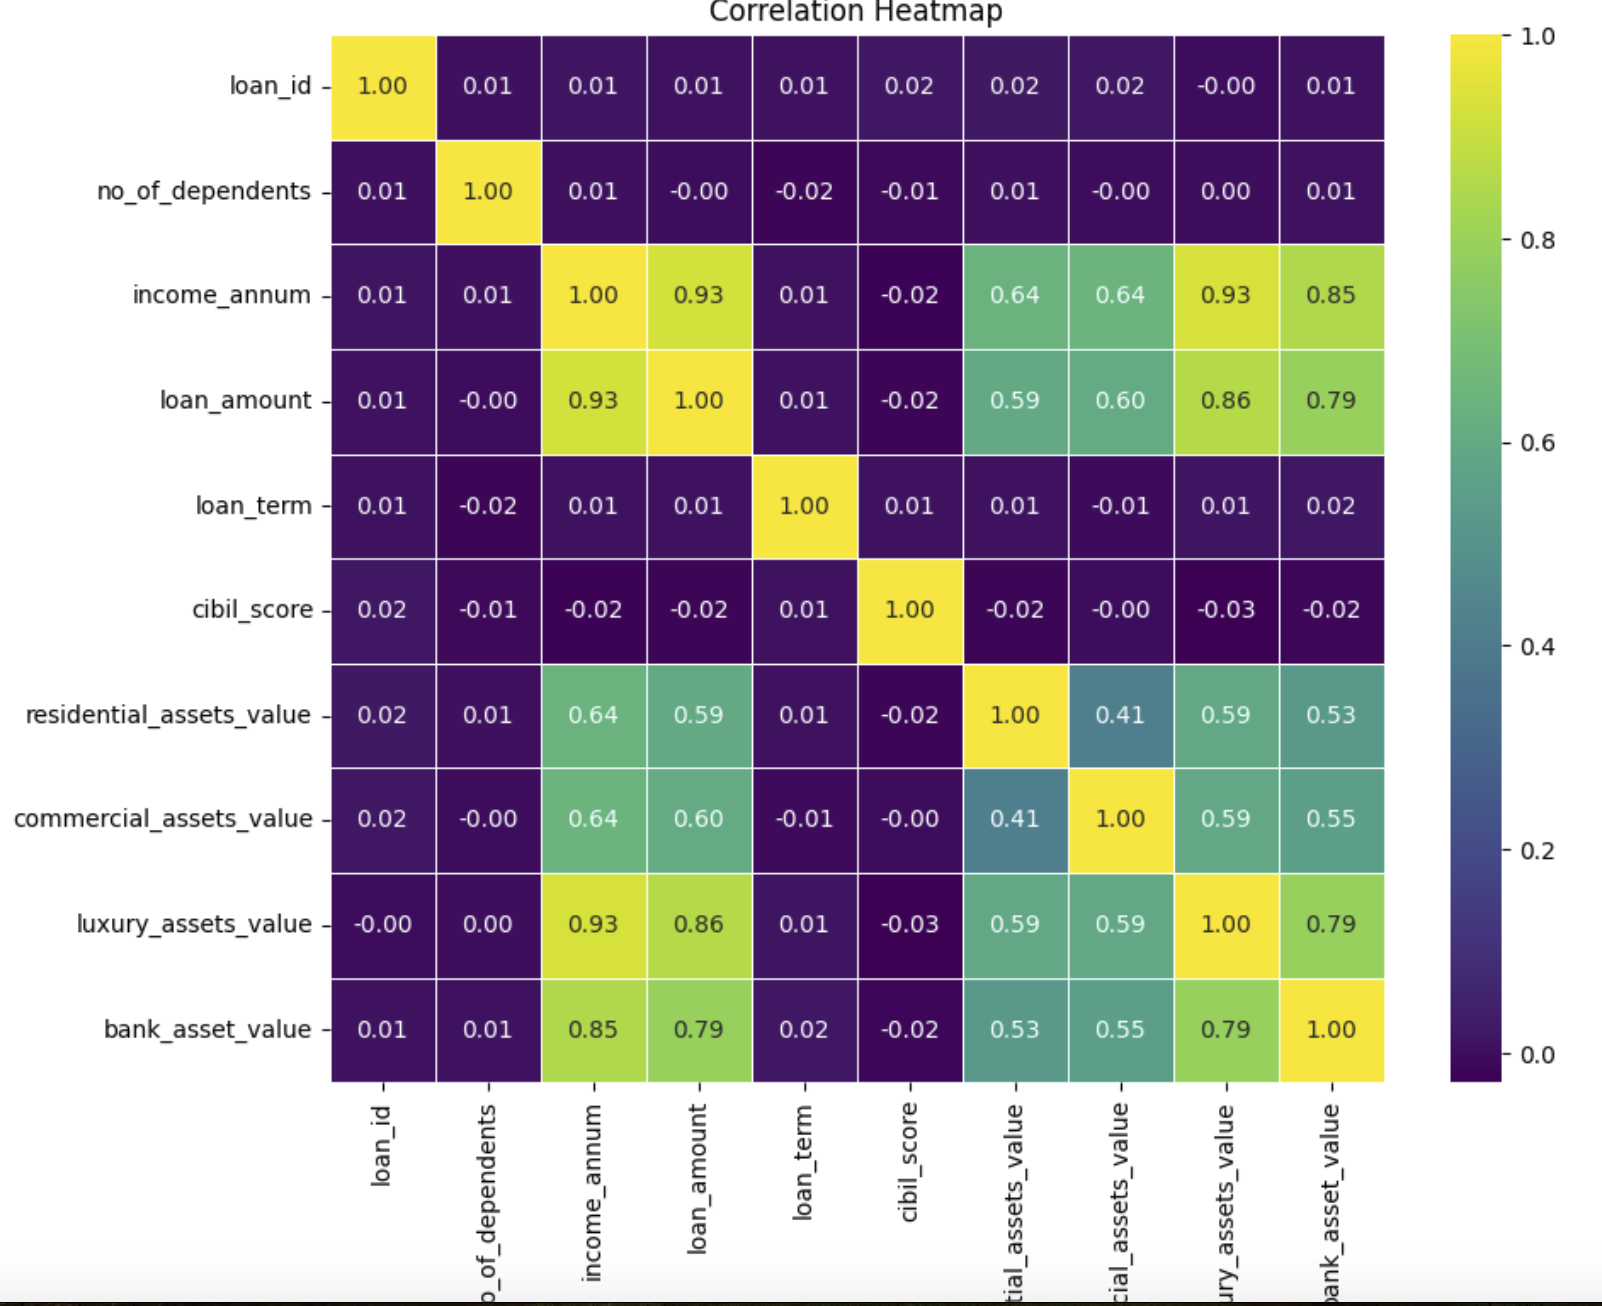 Correlation Heatmap
loan_id 1.00 0.01 0.01 0.01 0.01 0.02 0.02 0.02 -0.00 0.01
no_of_dependents 0.01 1.00 0.01 -0.00 -0.02 -0.01 0.01 -0.00 0.00 0.01
income_annum 0.01 0.01 1.00 0.93 0.01 -0.02 0.64 0.64 0.93 0.85
loan_amount 0.01 -0.00 0.93 1.00 0.01 -0.02 0.59 0.60 0.86 0.79
loan_term 0.01 -0.02 0.01 0.01 1.00 0.01 0.01 -0.01 0.01 0.02
cibil_score 0.02 -0.01 -0.02 -0.02 0.01 1.00 -0.02 -0.00 -0.03 -0.02
residential_assets_value 0.02 0.01 0.64 0.59 0.01 -0.02 1.00 0.41 0.59 0.53
commercial_assets_value 0.02 -0.00 0.64 0.60 -0.01 -0.00 0.41 1.00 0.59 0.55
luxury_assets_value -0.00 0.00 0.93 0.86 0.01 -0.03 0.59 0.59 1.00 0.79
bank_asset_value 0.01 0.01 0.85 0.79 0.02 -0.02 0.53 0.55 0.79 1.00
loan_id
o_of_dependents
income_annum
loan_amount
loan_term
cibil_score
tial_assets_value
cial_assets_value
ury_assets_value
bank_asset_value
1.0
0.8
0.6
0.4
0.2
0.0